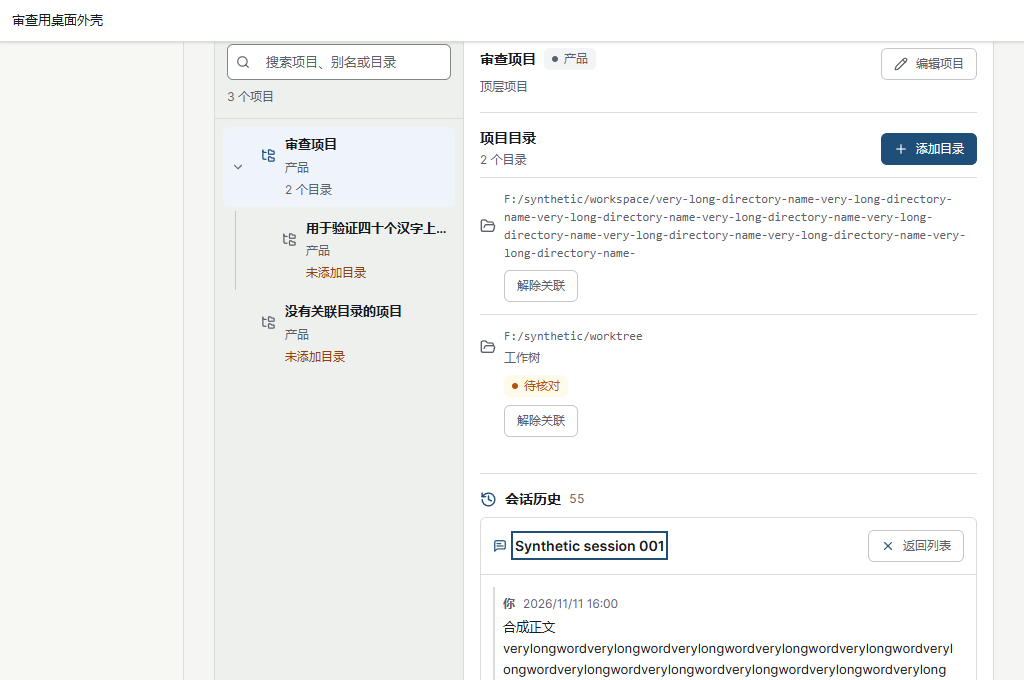 审查用桌面外壳
搜索项目、别名或目录
3 个项目
审查项目
产品
2 个目录
用于验证四十个汉字上...
产品
未添加目录
没有关联目录的项目
产品
未添加目录
审查项目
产品
编辑项目
顶层项目
项目目录
添加目录
2 个目录
F:/synthetic/workspace/very-long-directory-name-very-long-directory-
name-very-long-directory-name-very-long-directory-name-very-long-
directory-name-very-long-directory-name-very-long-directory-name-very-
long-directory-name-
解除关联
F:/synthetic/worktree
工作树
待核对
解除关联
会话历史 55
Synthetic session 001
返回列表
你 2026/11/11 16:00
合成正文
verylongwordverylongwordverylongwordverylongwordverylongwordveryl
ongwordverylongwordverylongwordverylongwordverylongwordverylong